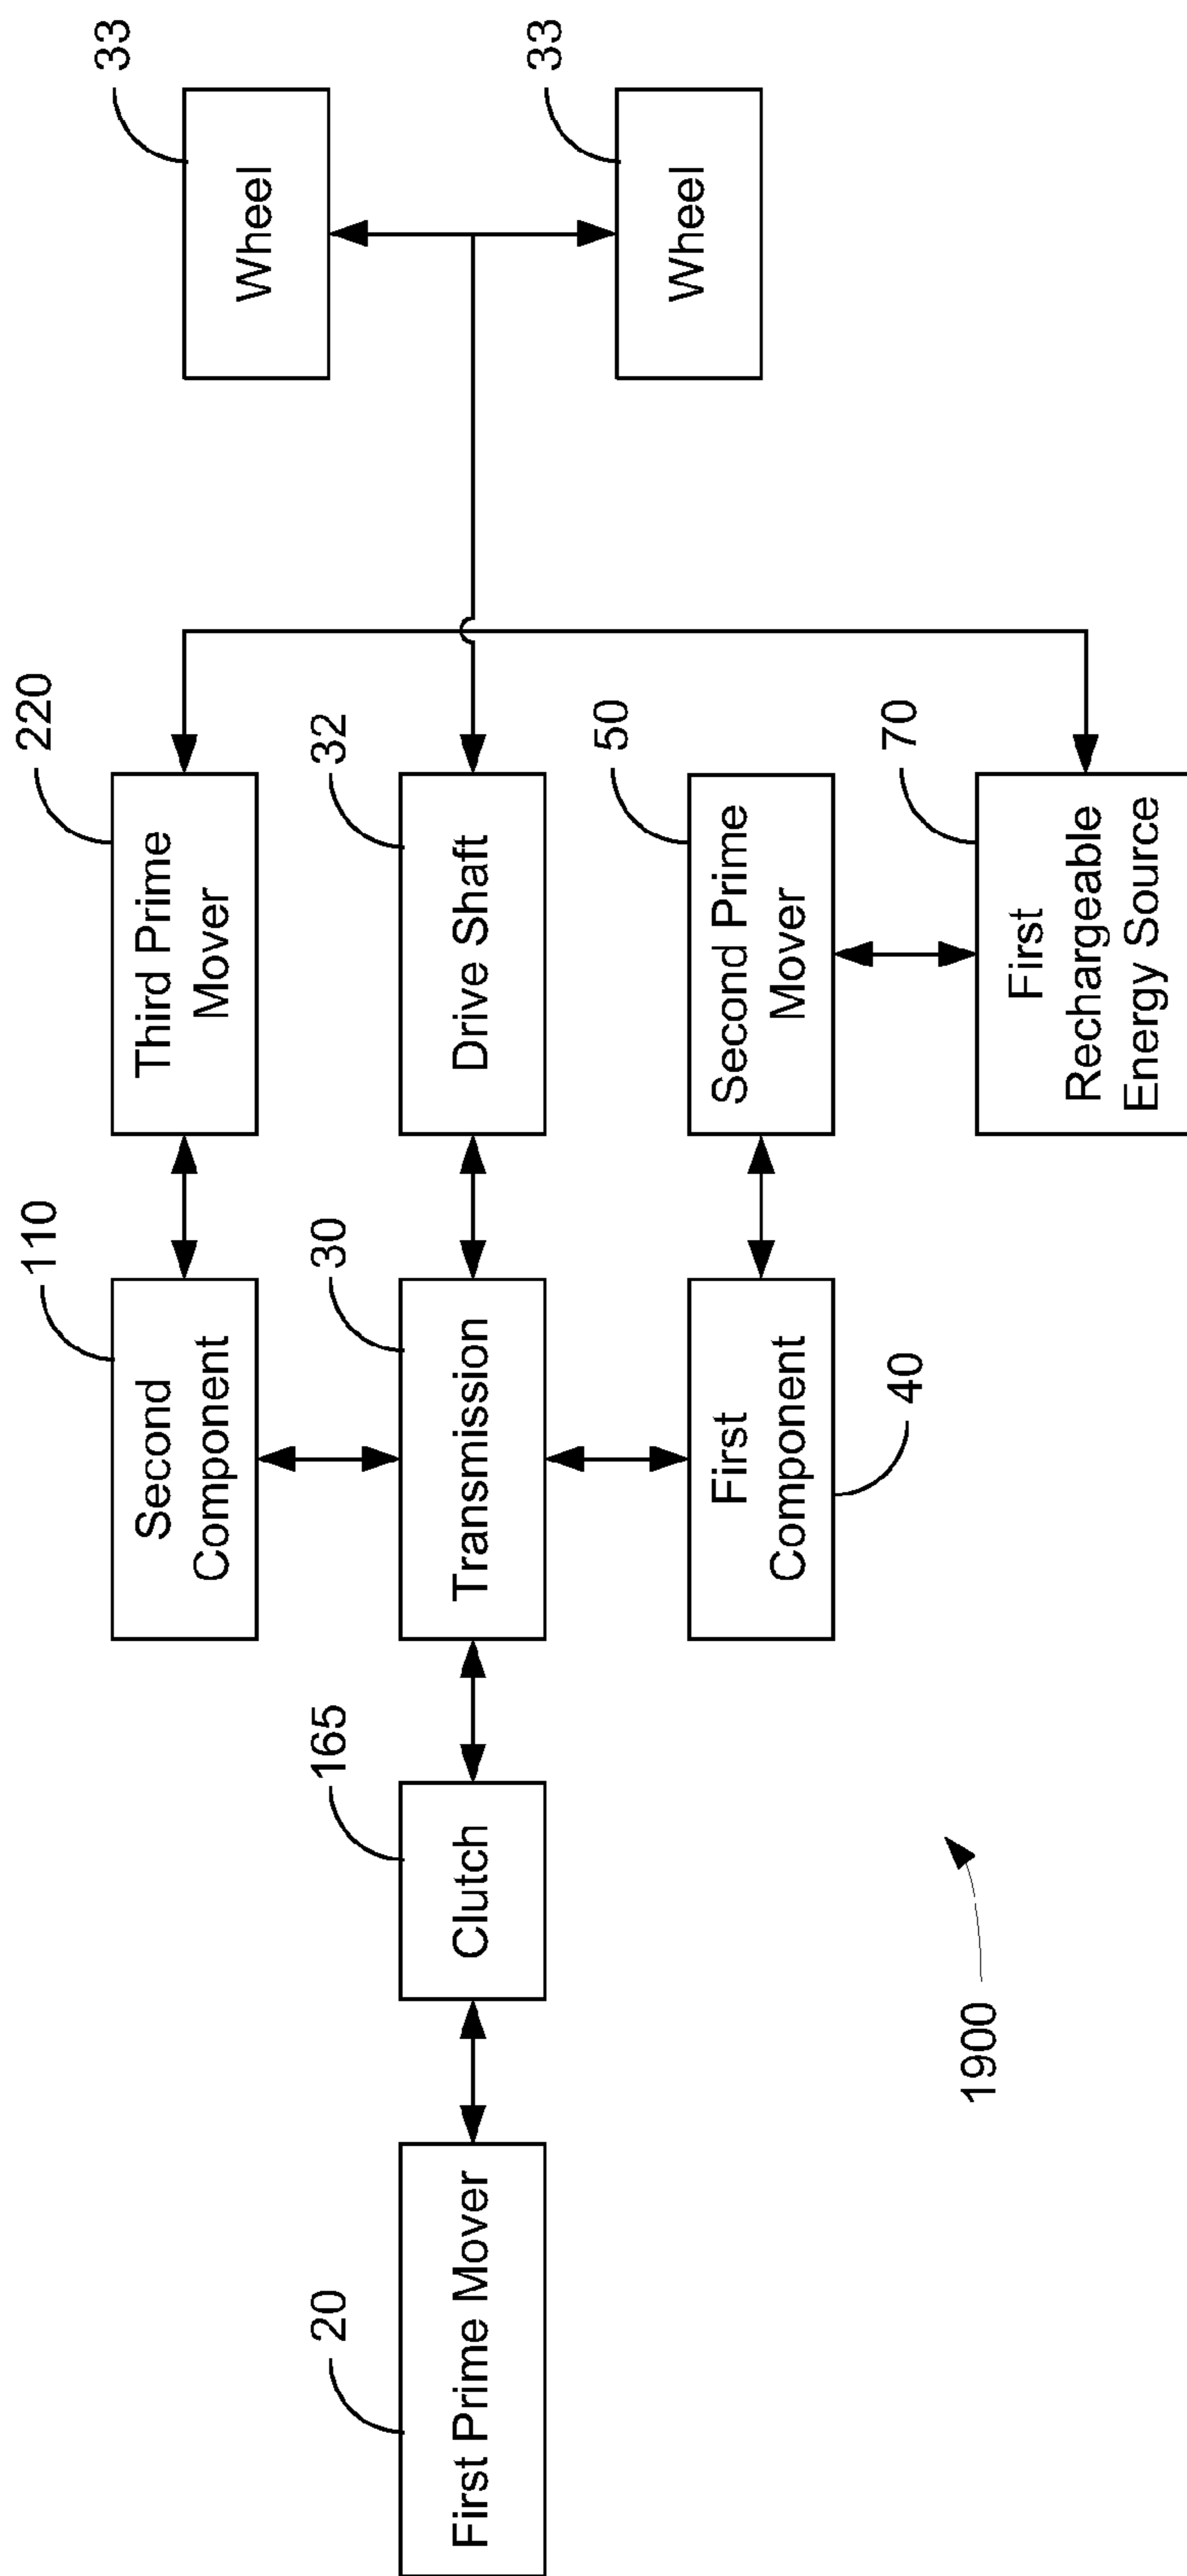 220
Third Prime
Mover
110
Second
Component
33
Wheel
20
First Prime Mover
165
Clutch
30
Transmission
32
Drive Shaft
50
Second Prime
Mover
First
Component
40
33
Wheel
70
First
Rechargeable
Energy Source
1900